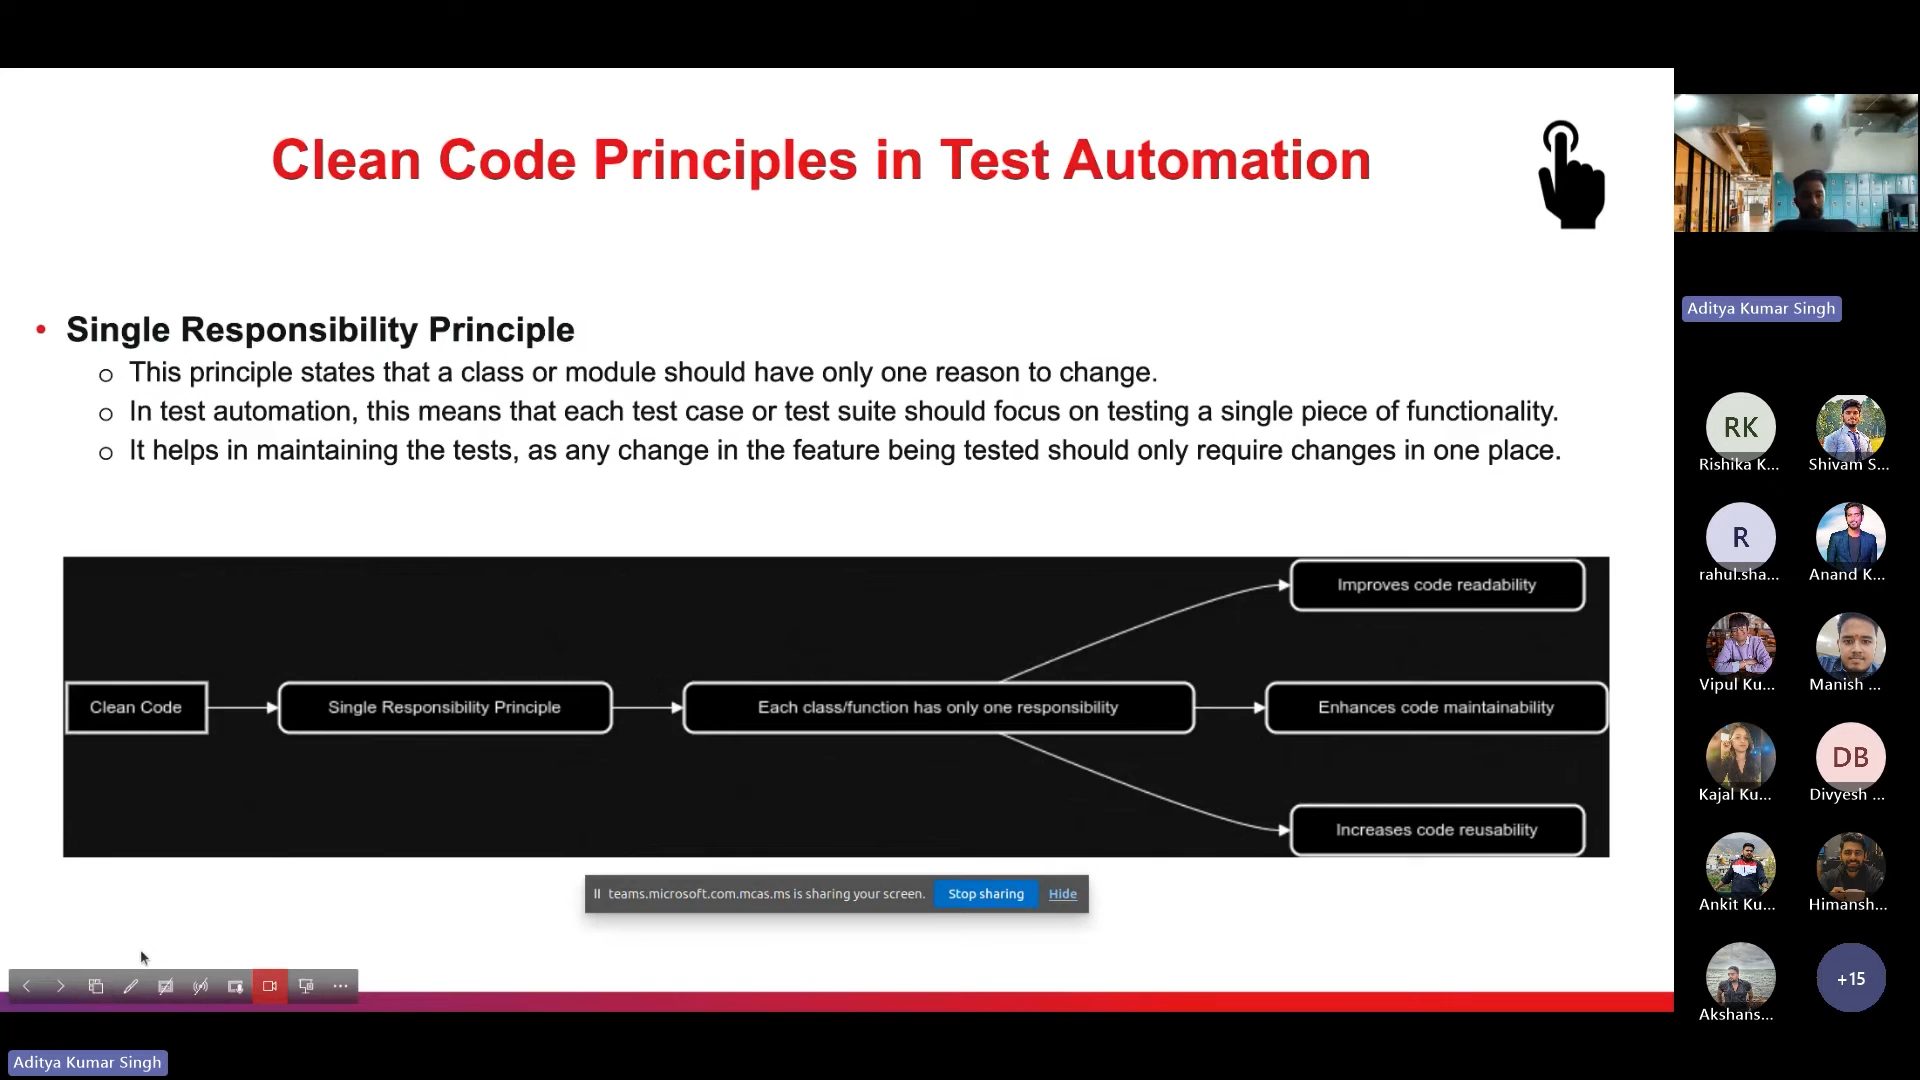 Clean Code Principles in Test Automation
Single Responsibility Principle
This principle states that a class or module should have only one reason to change.
In test automation, this means that each test case or test suite should focus on testing a single piece of functionality.
It helps in maintaining the tests, as any change in the feature being tested should only require changes in one place.
Clean Code
Single Responsibility Principle
Each class/function has only one responsibility
Improves code readability
Enhances code maintainability
Increases code reusability
teams.microsoft.com.mcas.ms is sharing your screen. Stop sharing Hide
Aditya Kumar Singh
Aditya Kumar Singh
RK
Rishika K... Shivam S...
R
rahul.sha... Anand K...
Vipul Ku... Manish ...
DB
Kajal Ku... Divyesh ...
Ankit Ku... Himansh...
+15
Akshans...